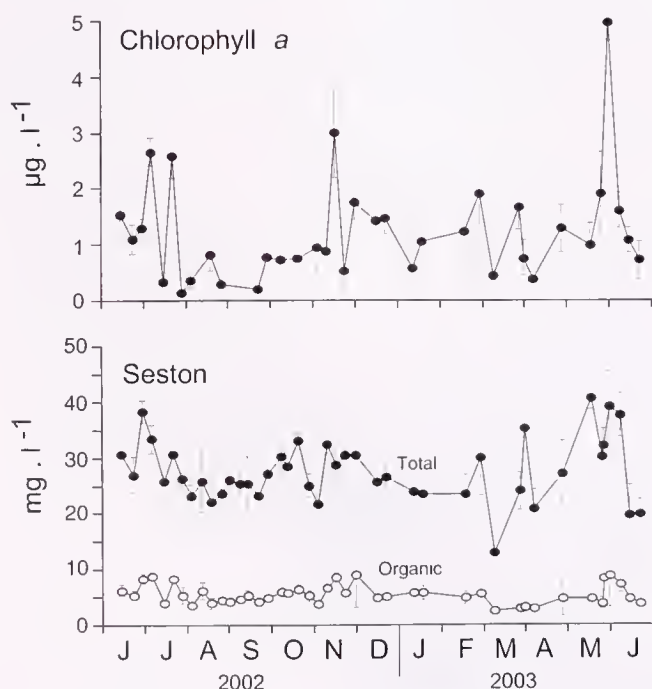 Chlorophyll a
5
4
3
2
1
0
µg . l-1
Seston
50
40
30
20
10
0
mg . l-1
Total
Organic
J J A S O N D J F M A M J
2002 2003